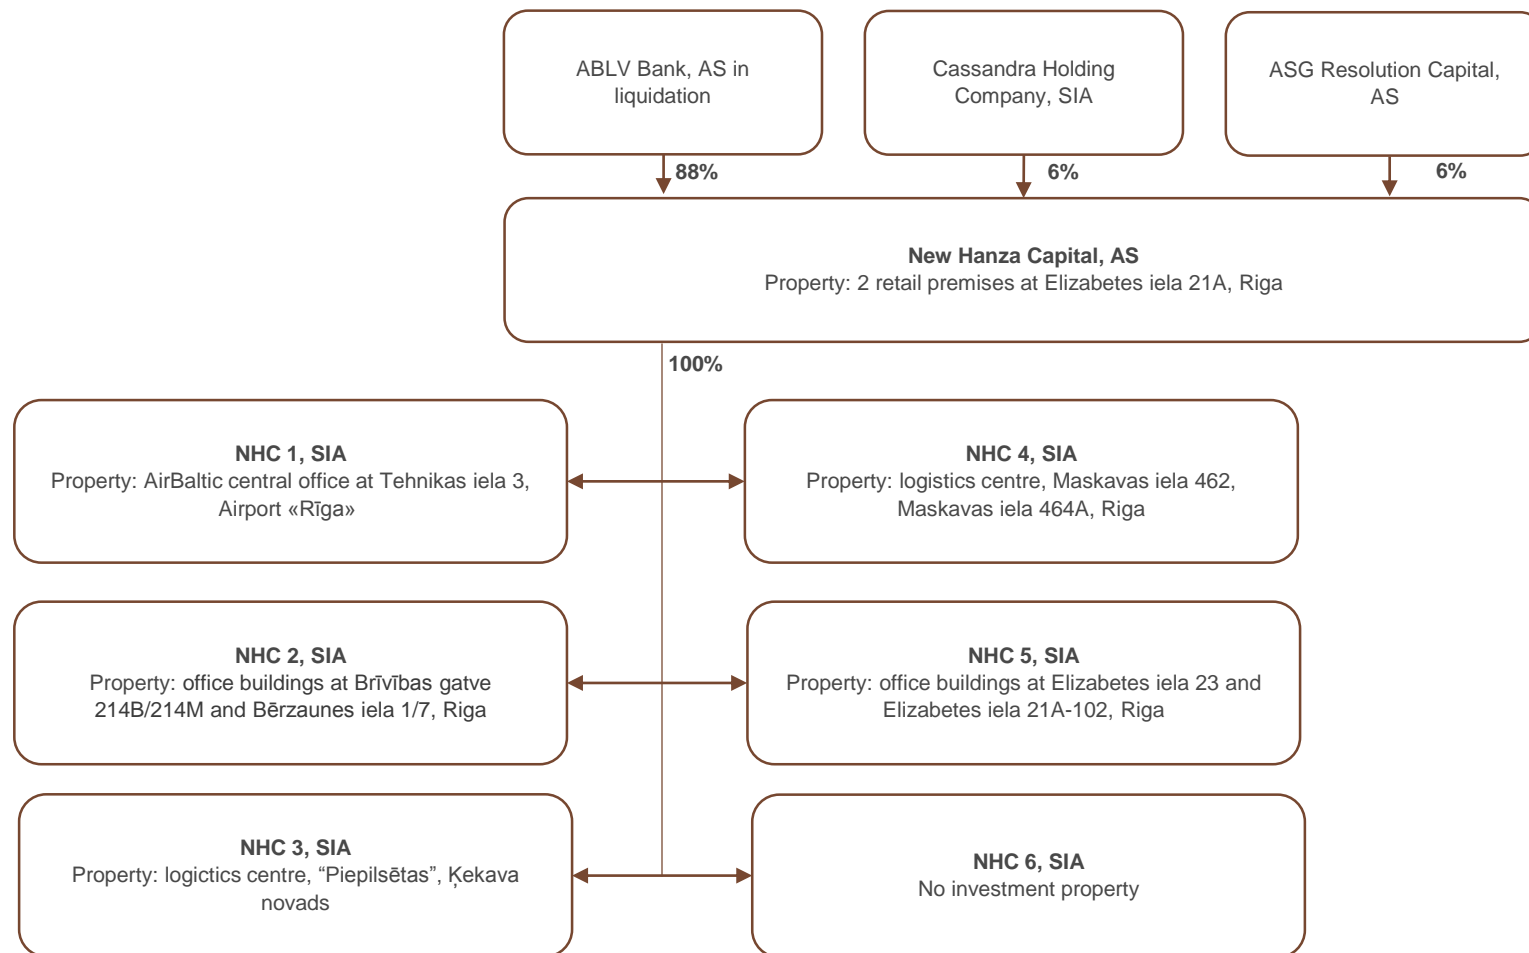 ABLV Bank, AS in
liquidation
Cassandra Holding
Company, SIA
ASG Resolution Capital,
AS
88%
6%
6%
New Hanza Capital, AS
Property: 2 retail premises at Elizabetes iela 21A, Riga
100%
NHC 1, SIA
Property: AirBaltic central office at Tehnikas iela 3,
Airport «Rīga»
NHC 4, SIA
Property: logistics centre, Maskavas iela 462,
Maskavas iela 464A, Riga
NHC 2, SIA
Property: office buildings at Brīvības gatve
214B/214M and Bērzaunes iela 1/7, Riga
NHC 5, SIA
Property: office buildings at Elizabetes iela 23 and
Elizabetes iela 21A-102, Riga
NHC 3, SIA
Property: logictics centre, “Piepilsētas”, Ķekava
novads
NHC 6, SIA
No investment property